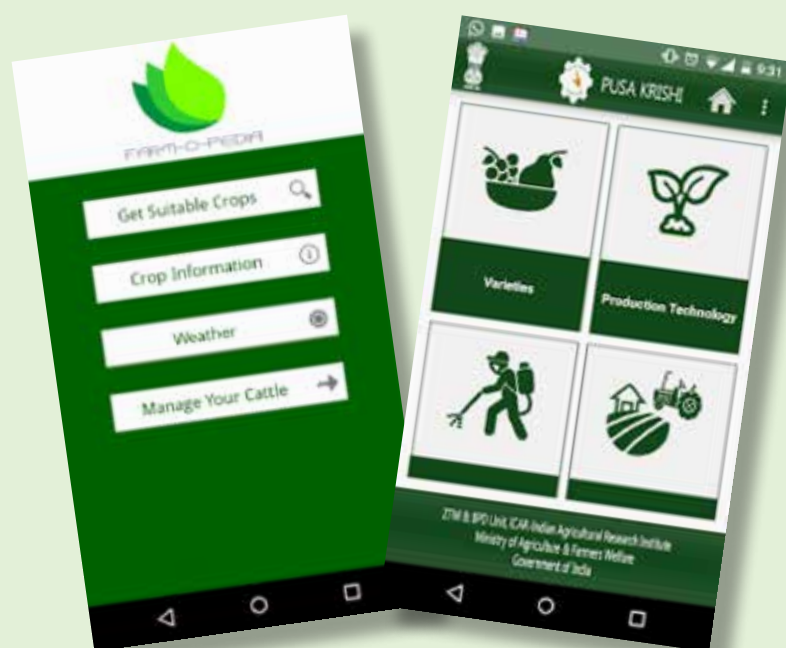 FARM-O-PEDIA
Get Suitable Crops
Crop Information
Weather
Manage Your Cattle
9:31
PUSA KRISHI
Varieties
Production Technology
ZTM & BPD Unit, ICAR-Indian Agricultural Research Institute
Ministry of Agriculture & Farmers Welfare
Government of India